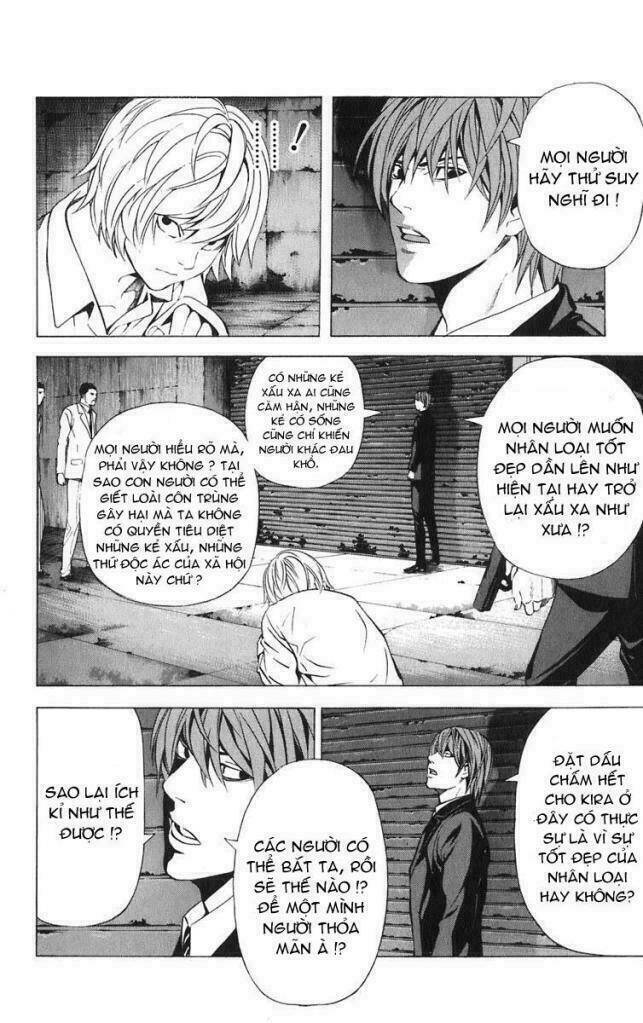 MỌI NGƯỜI
HÃY THỬ SUY
NGHĨ ĐI !
!
MỌI NGƯỜI MUỐN
NHÂN LOẠI TỐT
ĐẸP DẦN LÊN NHƯ
HIỆN TẠI HAY TRỞ
LẠI XẤU XA NHƯ
XƯA !?
CÓ NHỮNG KẺ
XẤU XA AI CŨNG
CĂM HẬN, NHỮNG
KẺ CÓ SỐNG
CŨNG CHỈ KHIẾN
NGƯỜI KHÁC ĐAU
KHỔ.
MỌI NGƯỜI HIỂU RÕ MÀ,
PHẢI VẬY KHÔNG ? TẠI
SAO CON NGƯỜI CÓ THỂ
GIẾT LOÀI CÔN TRÙNG
GÂY HẠI MÀ TA KHÔNG
CÓ QUYỀN TIÊU DIỆT
NHỮNG KẺ XẤU, NHỮNG
THỨ ĐỘC ÁC CỦA XÃ HỘI
NÀY CHỨ ?
ĐẶT DẤU
CHẤM HẾT
CHO KIRA Ở
ĐÂY CÓ THỰC
SỰ LÀ VÌ SỰ
TỐT ĐẸP CỦA
NHÂN LOẠI
HAY KHÔNG?
CÁC NGƯỜI CÓ
THỂ BẮT TA, RỒI
SẼ THẾ NÀO !?
ĐỂ MỘT MÌNH
NGƯỜI THỎA
MÃN À !?
SAO LẠI ÍCH
KỈ NHƯ THẾ
ĐƯỢC !?